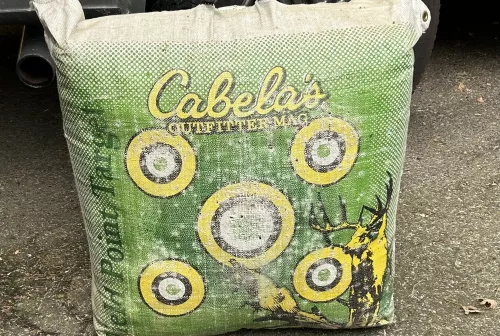 Cabela's
OUTFITTER MAG
Field Point Target